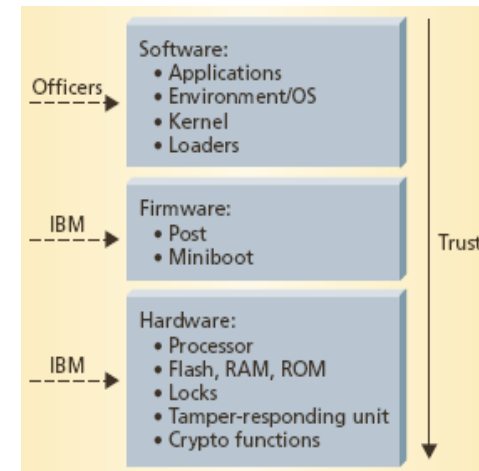 Software:
• Applications
Officers
• Environment/OS
• Kernel
• Loaders
Firmware:
IBM
• Post
• Miniboot
Trust
Hardware:
• Processor
IBM
• Flash, RAM, ROM
• Locks
• Tamper-responding unit
• Crypto functions